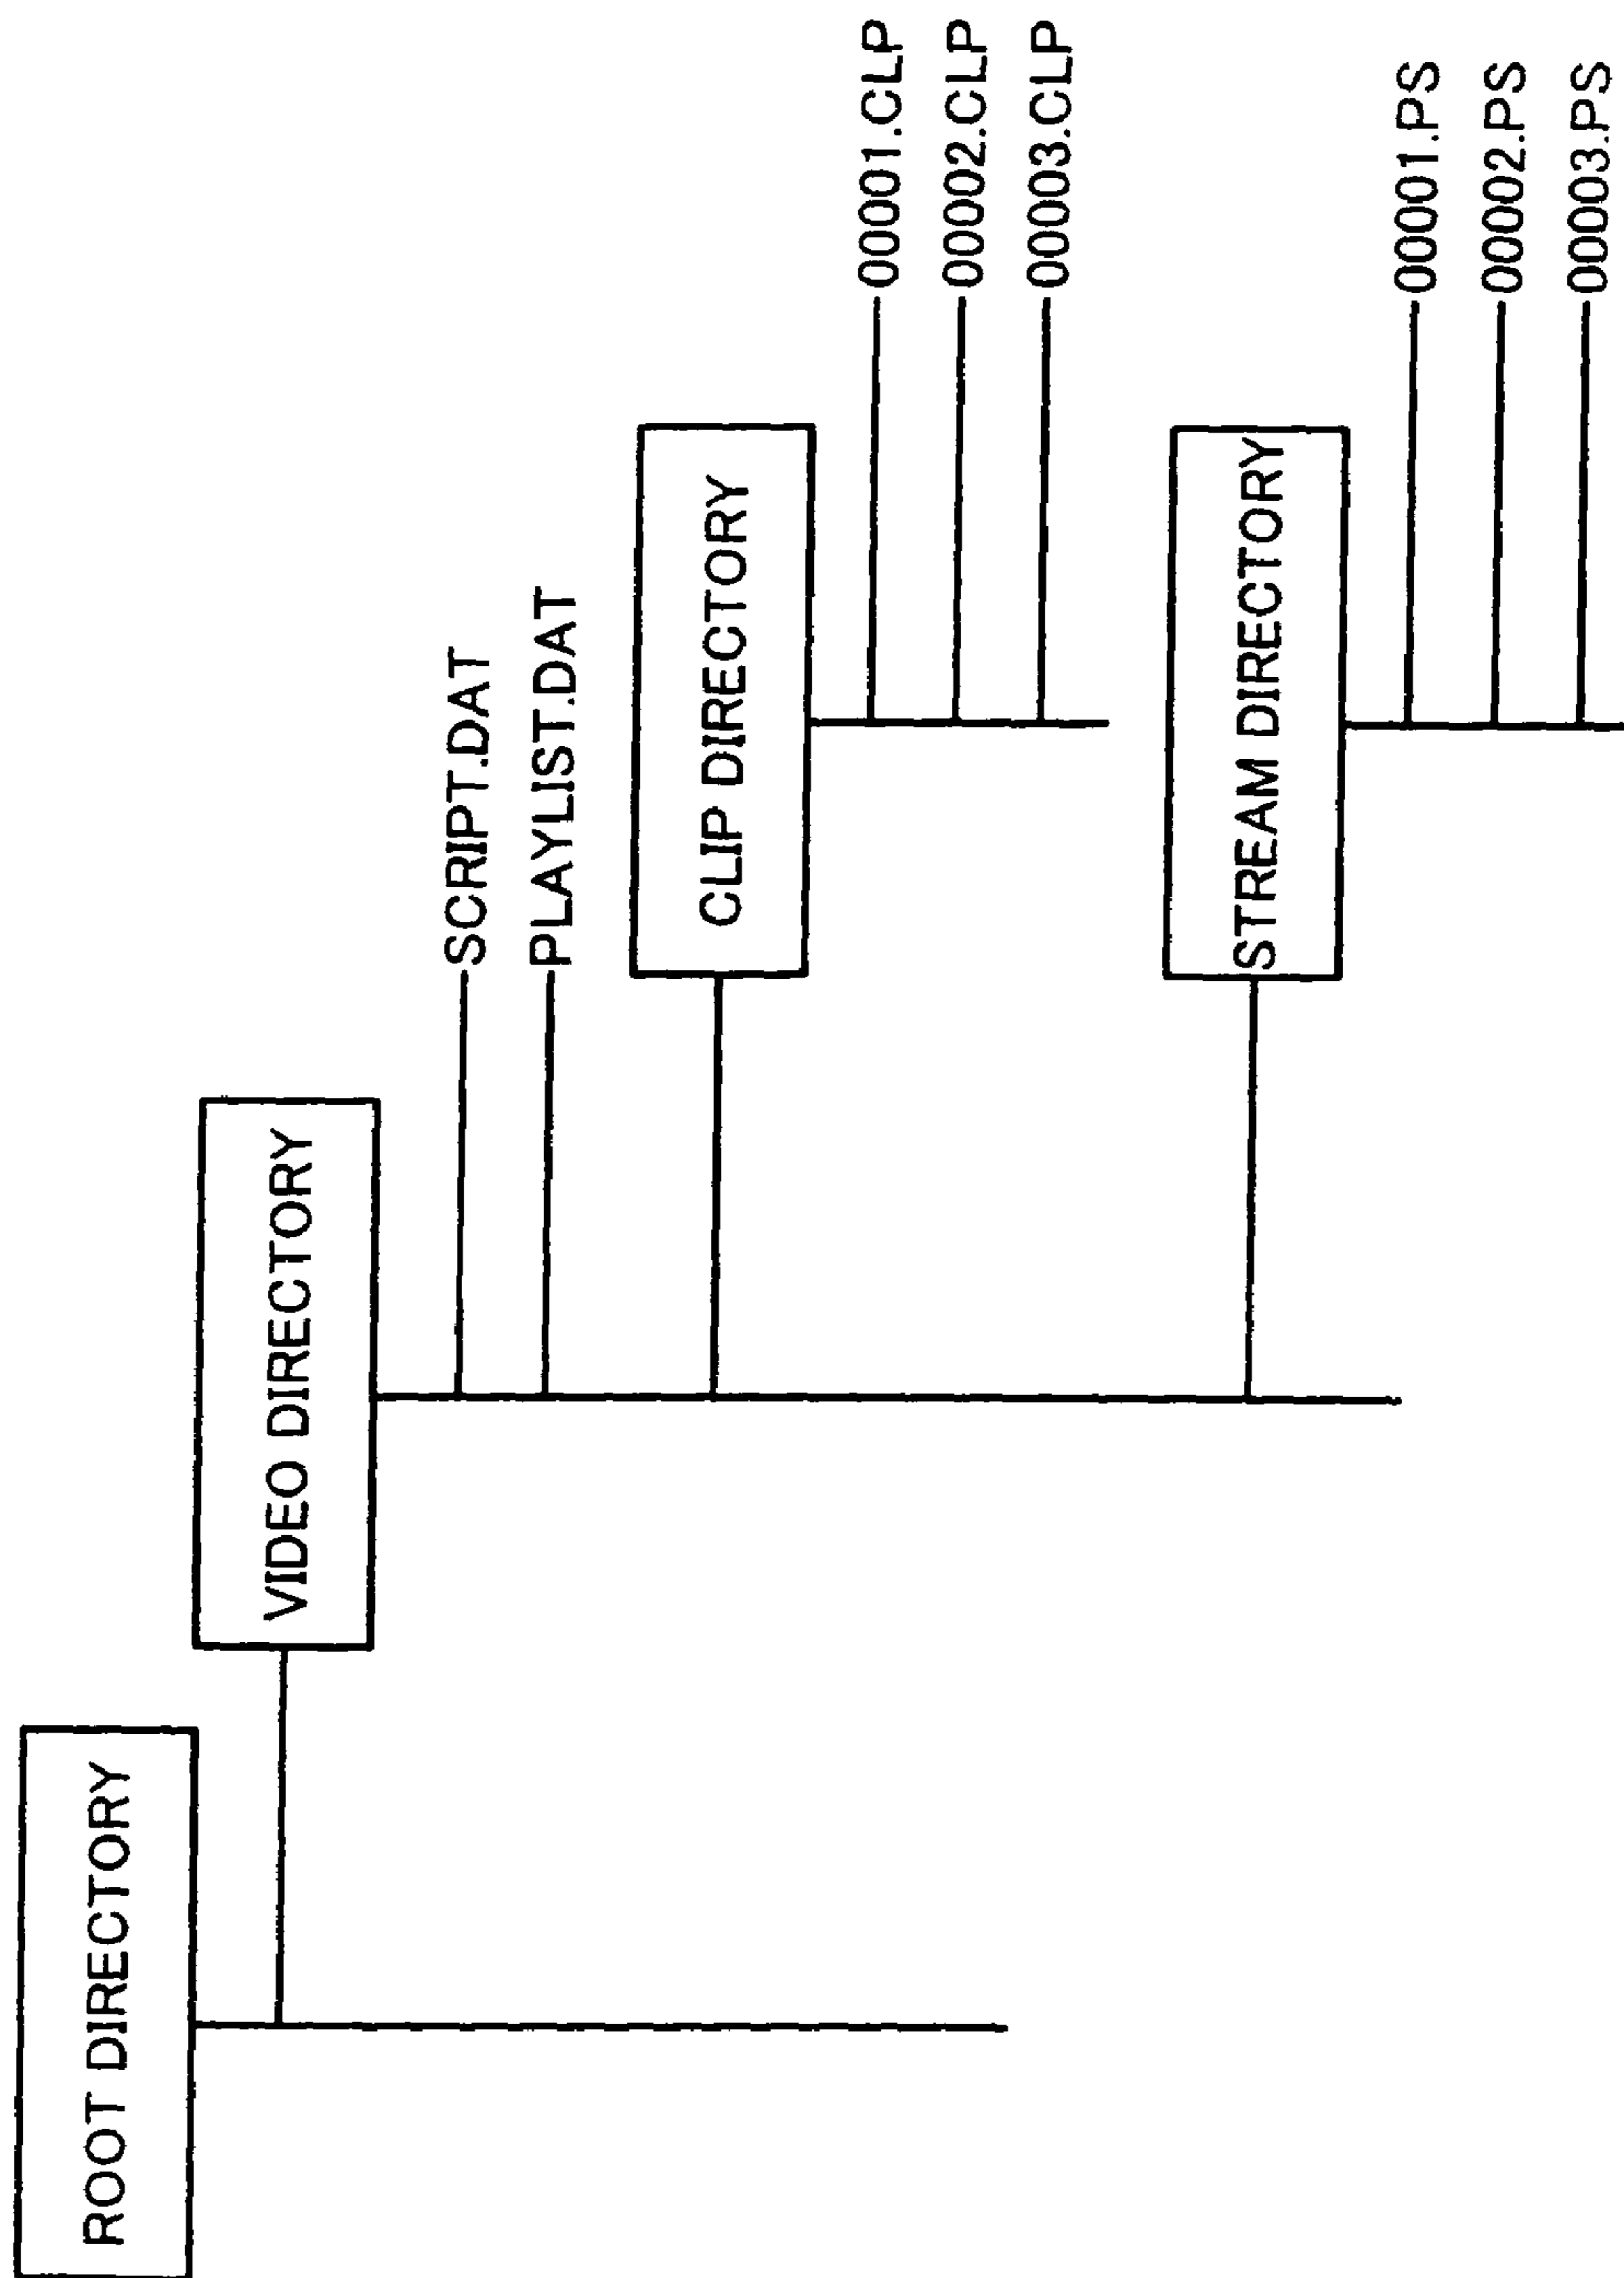 ROOT DIRECTORY
VIDEO DIRECTORY
SCRIPT.DAT
PLAYLIST.DAT
CLIP DIRECTORY
00001.CLP
00002.CLP
00003.CLP
STREAM DIRECTORY
00001.PS
00002.PS
00003.PS